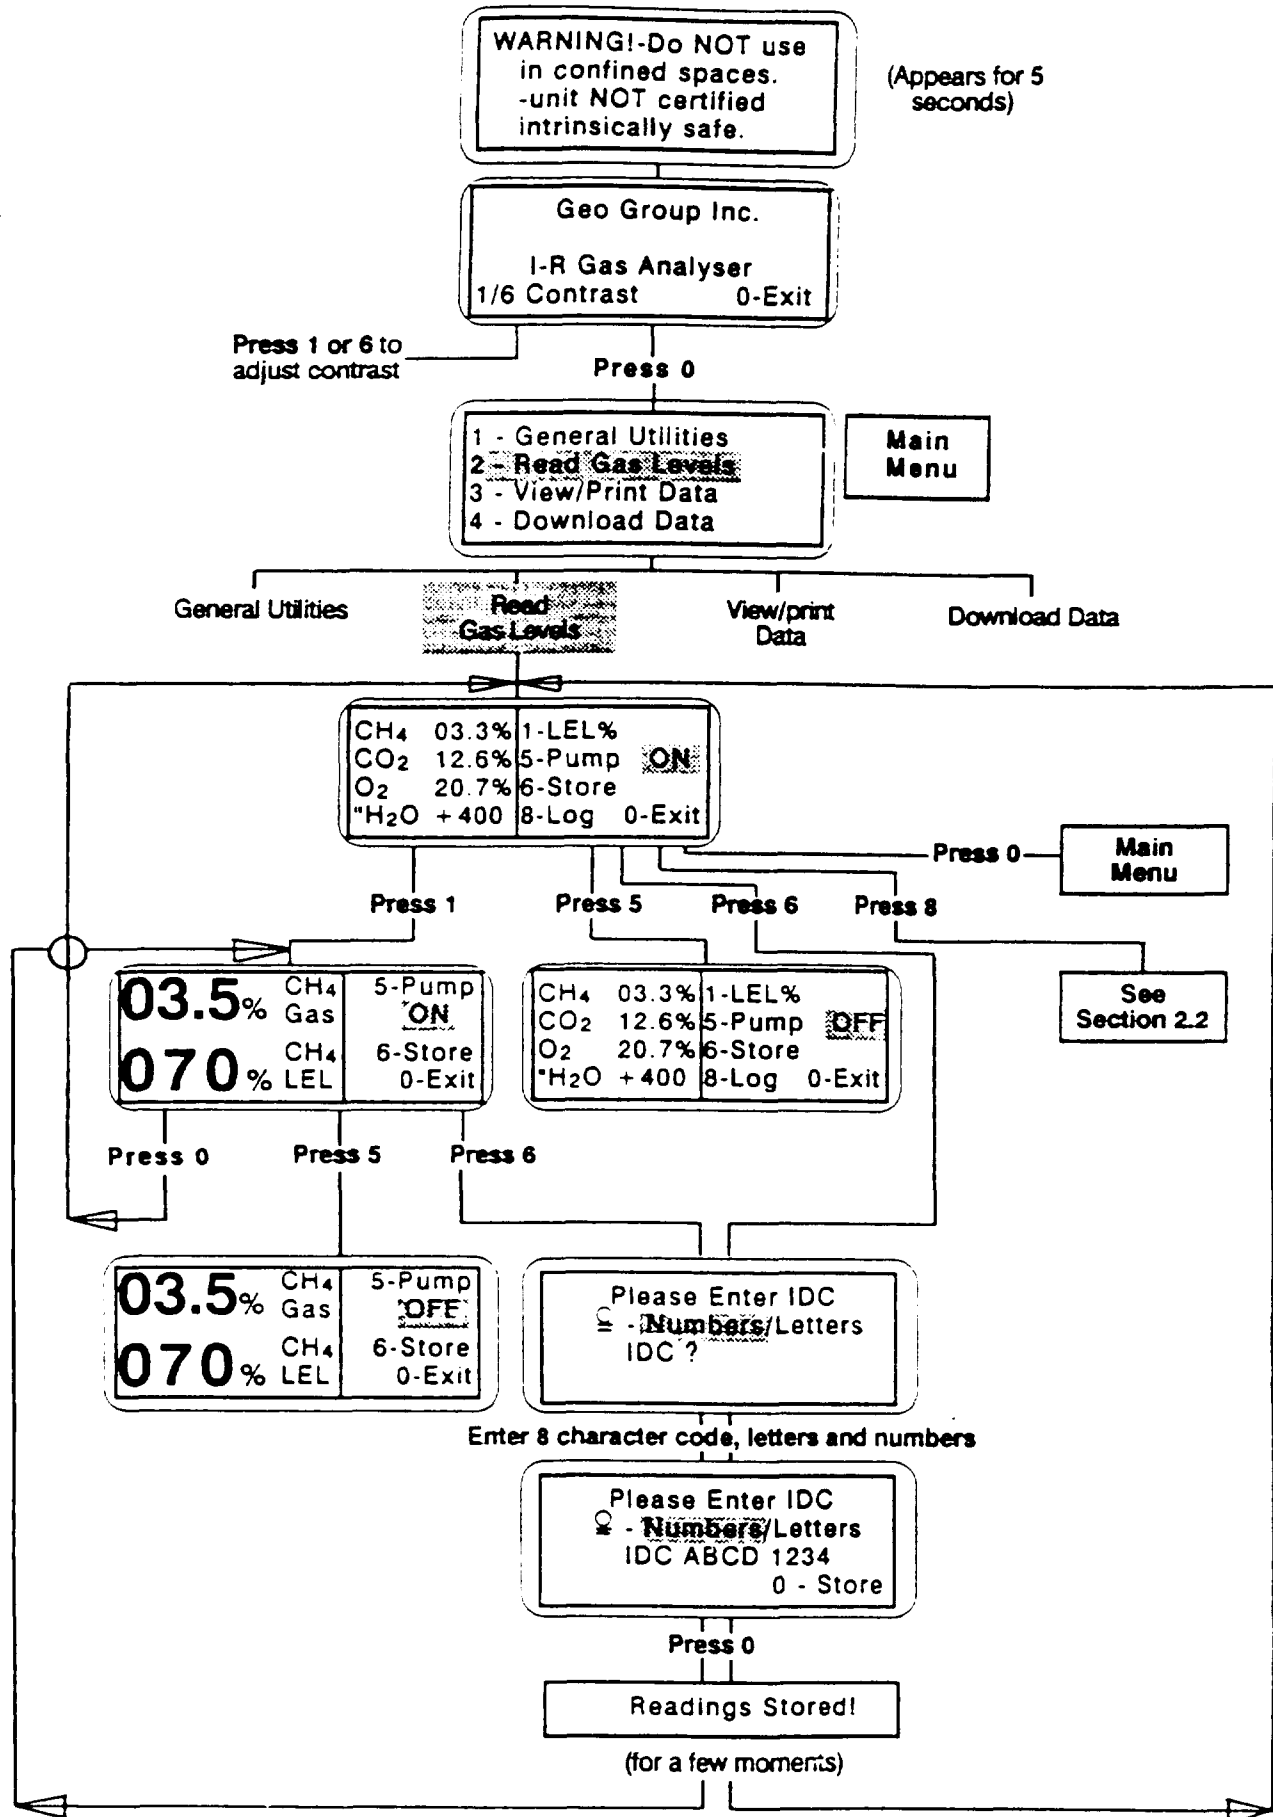 WARNING!-Do NOT use
in confined spaces.
-unit NOT certified
intrinsically safe.
(Appears for 5
seconds)
Geo Group Inc.
I-R Gas Analyser
1/6 Contrast 0-Exit
Press 1 or 6 to
adjust contrast
Press 0
1 - General Utilities
2 - Read Gas Levels
3 - View/Print Data
4 - Download Data
Main
Menu
General Utilities
Read
Gas Levels
View/print
Data
Download Data
CH4 03.3% 1-LEL%
CO2 12.6% 5-Pump ON
O2 20.7% 6-Store
"H2O +400 8-Log 0-Exit
Press 0
Main
Menu
Press 1
Press 5
Press 6
Press 8
03.5% CH4 Gas
5-Pump
ON
070% CH4 LEL
6-Store
0-Exit
CH4 03.3% 1-LEL%
CO2 12.6% 5-Pump OFF
O2 20.7% 6-Store
"H2O +400 8-Log 0-Exit
See
Section 2.2
Press 0
Press 5
Press 6
03.5% CH4 Gas
5-Pump
OFF
070% CH4 LEL
6-Store
0-Exit
Please Enter IDC
- Numbers/Letters
IDC ?
Enter 8 character code, letters and numbers
Please Enter IDC
- Numbers/Letters
IDC ABCD 1234
0 - Store
Press 0
Readings Stored!
(for a few moments)